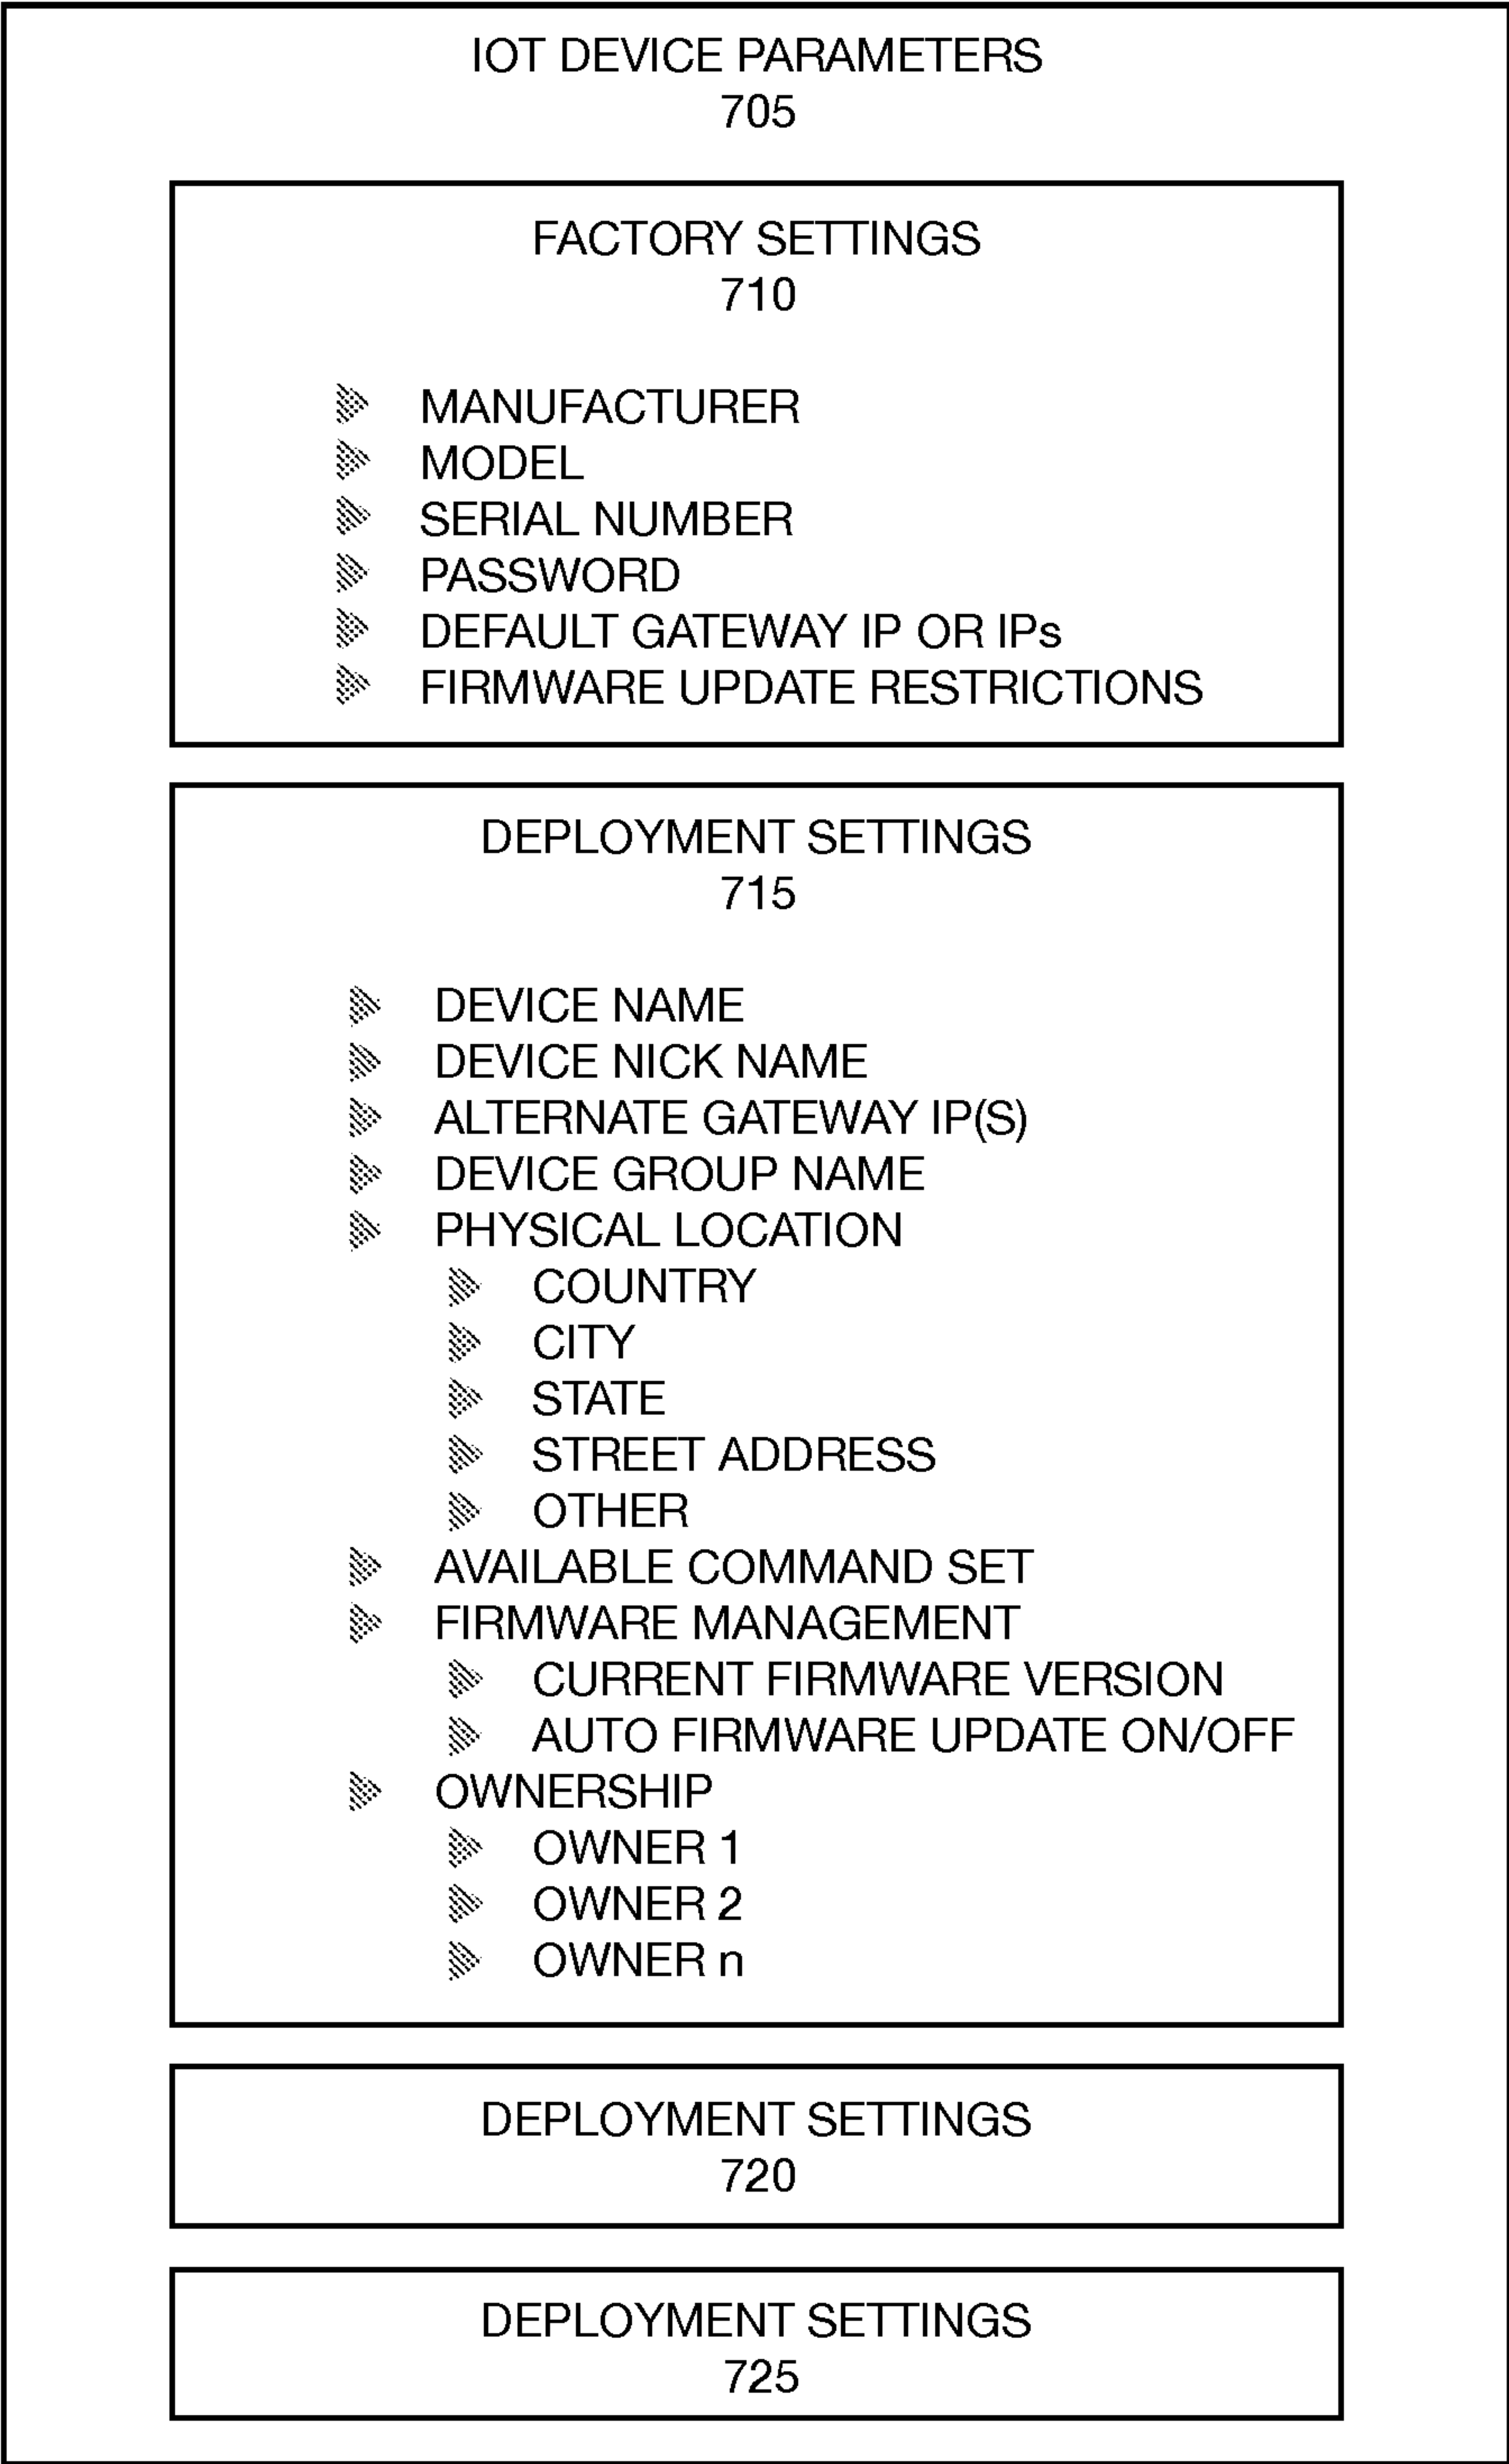 IOT DEVICE PARAMETERS
705
FACTORY SETTINGS
710
MANUFACTURER
MODEL
SERIAL NUMBER
PASSWORD
DEFAULT GATEWAY IP OR IPs
FIRMWARE UPDATE RESTRICTIONS
DEPLOYMENT SETTINGS
715
DEVICE NAME
DEVICE NICK NAME
ALTERNATE GATEWAY IP(S)
DEVICE GROUP NAME
PHYSICAL LOCATION
COUNTRY
CITY
STATE
STREET ADDRESS
OTHER
AVAILABLE COMMAND SET
FIRMWARE MANAGEMENT
CURRENT FIRMWARE VERSION
AUTO FIRMWARE UPDATE ON/OFF
OWNERSHIP
OWNER 1
OWNER 2
OWNER n
DEPLOYMENT SETTINGS
720
DEPLOYMENT SETTINGS
725